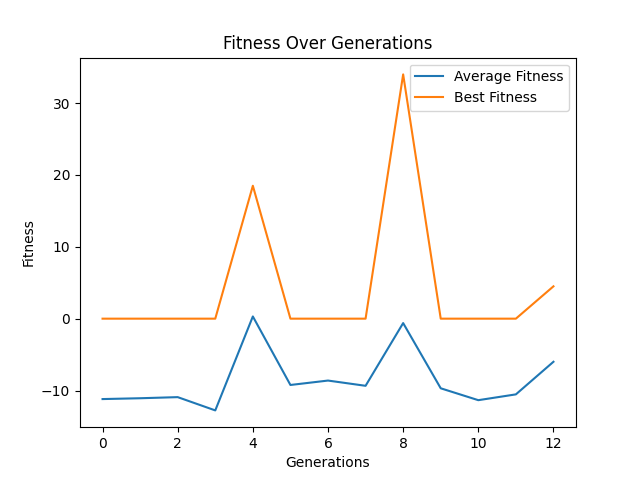 Fitness Over Generations
Average Fitness
Best Fitness
30
20
10
0
−10
Fitness
0 2 4 6 8 10 12
Generations